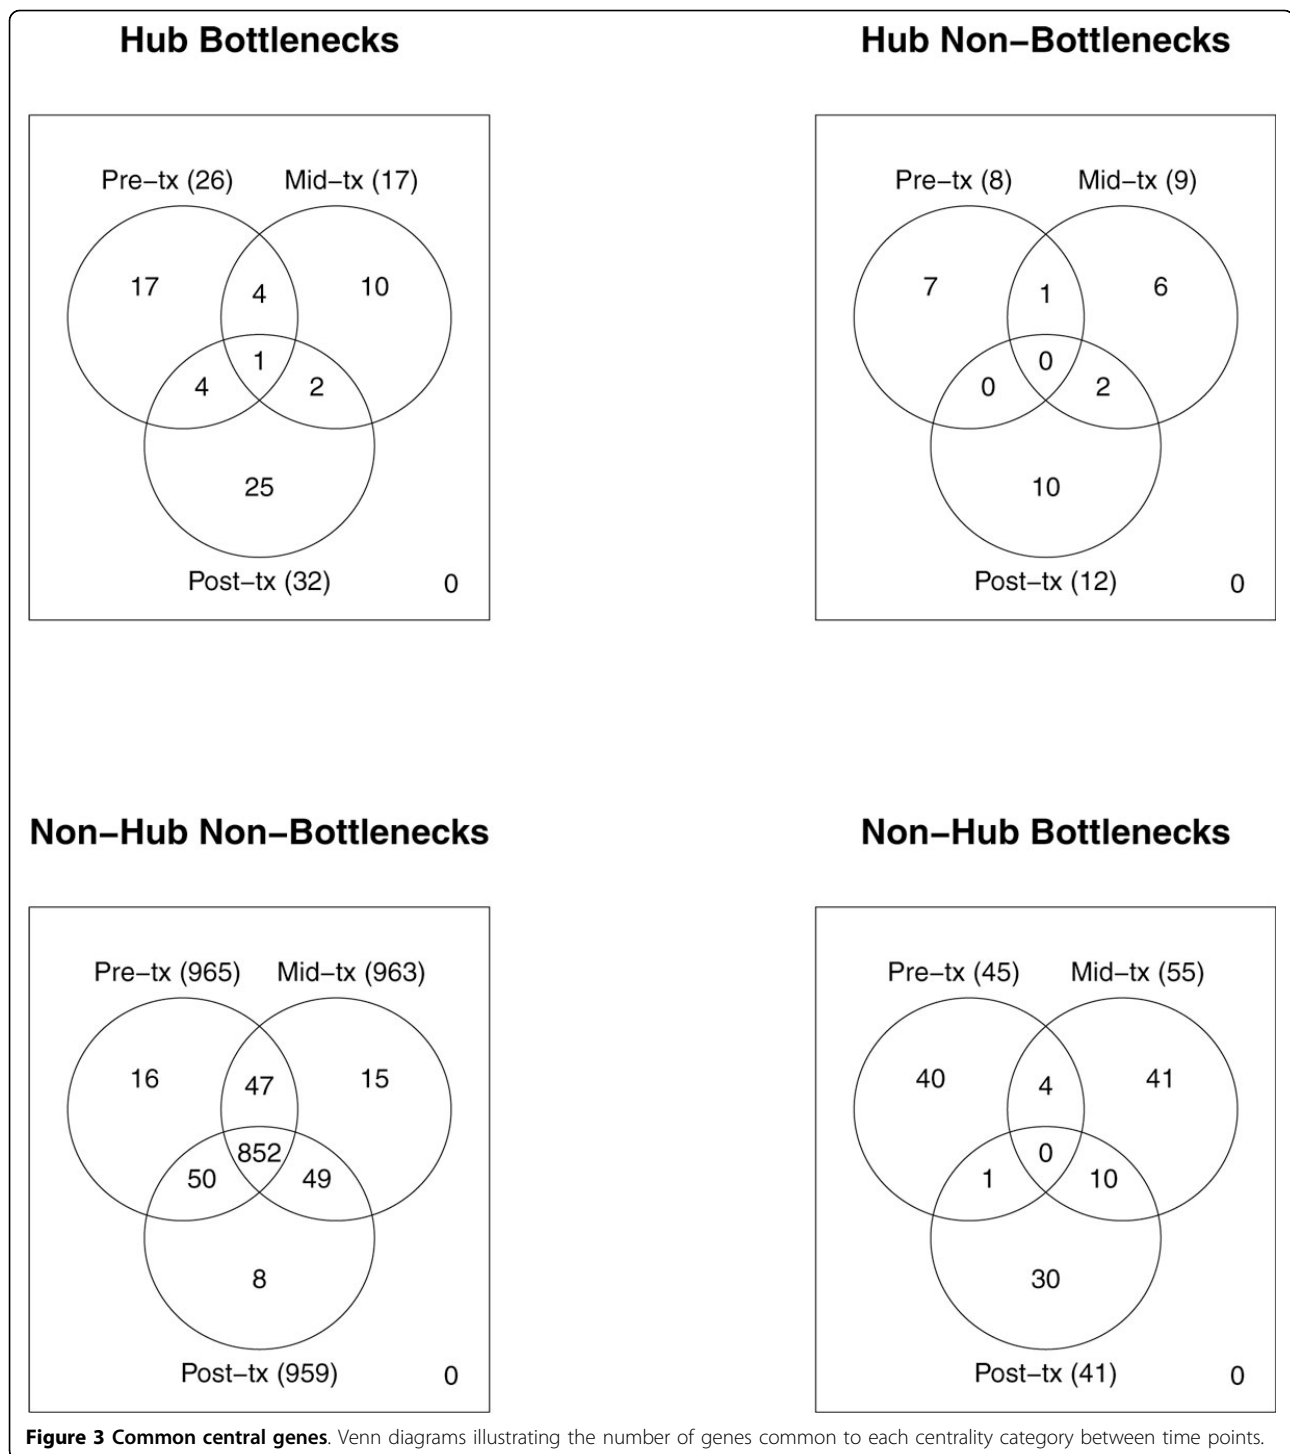 Hub Bottlenecks
Hub Non–Bottlenecks
Pre–tx (26) Mid–tx (17)
17 4 10
1
4 2
25
Post–tx (32) 0
Pre–tx (8) Mid–tx (9)
7 1 6
0
0 2
10
Post–tx (12) 0
Non–Hub Non–Bottlenecks
Non–Hub Bottlenecks
Pre–tx (965) Mid–tx (963)
16 47 15
852
50 49
8
Post–tx (959) 0
Pre–tx (45) Mid–tx (55)
40 4 41
0
1 10
30
Post–tx (41) 0
Figure 3 Common central genes. Venn diagrams illustrating the number of genes common to each centrality category between time points.